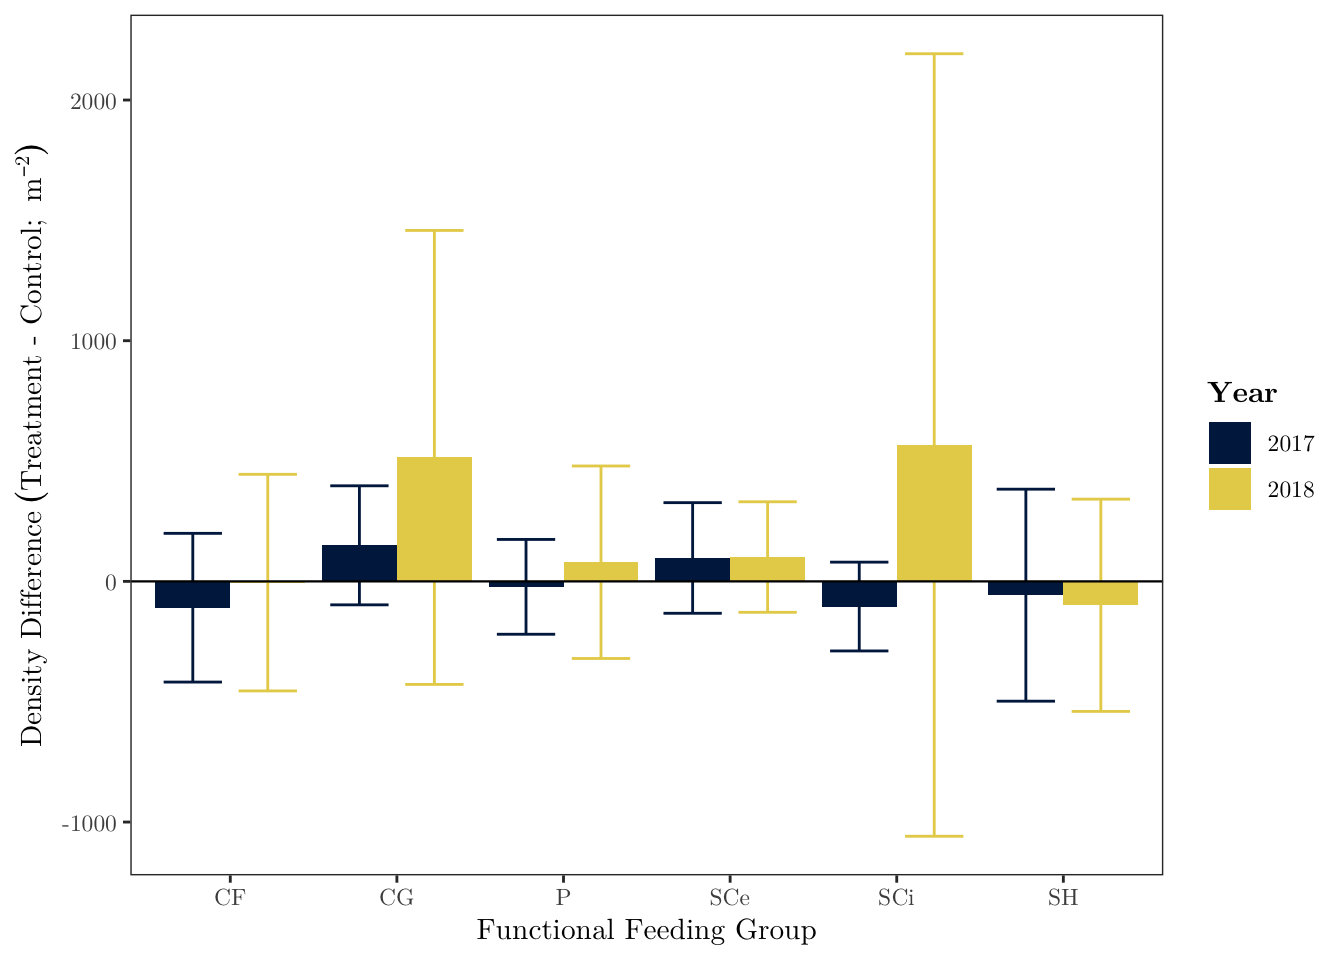 Density Difference (Treatment - Control; m⁻²)
2000
1000
0
-1000
CF CG P SCe SCi SH
Functional Feeding Group
Year
2017
2018